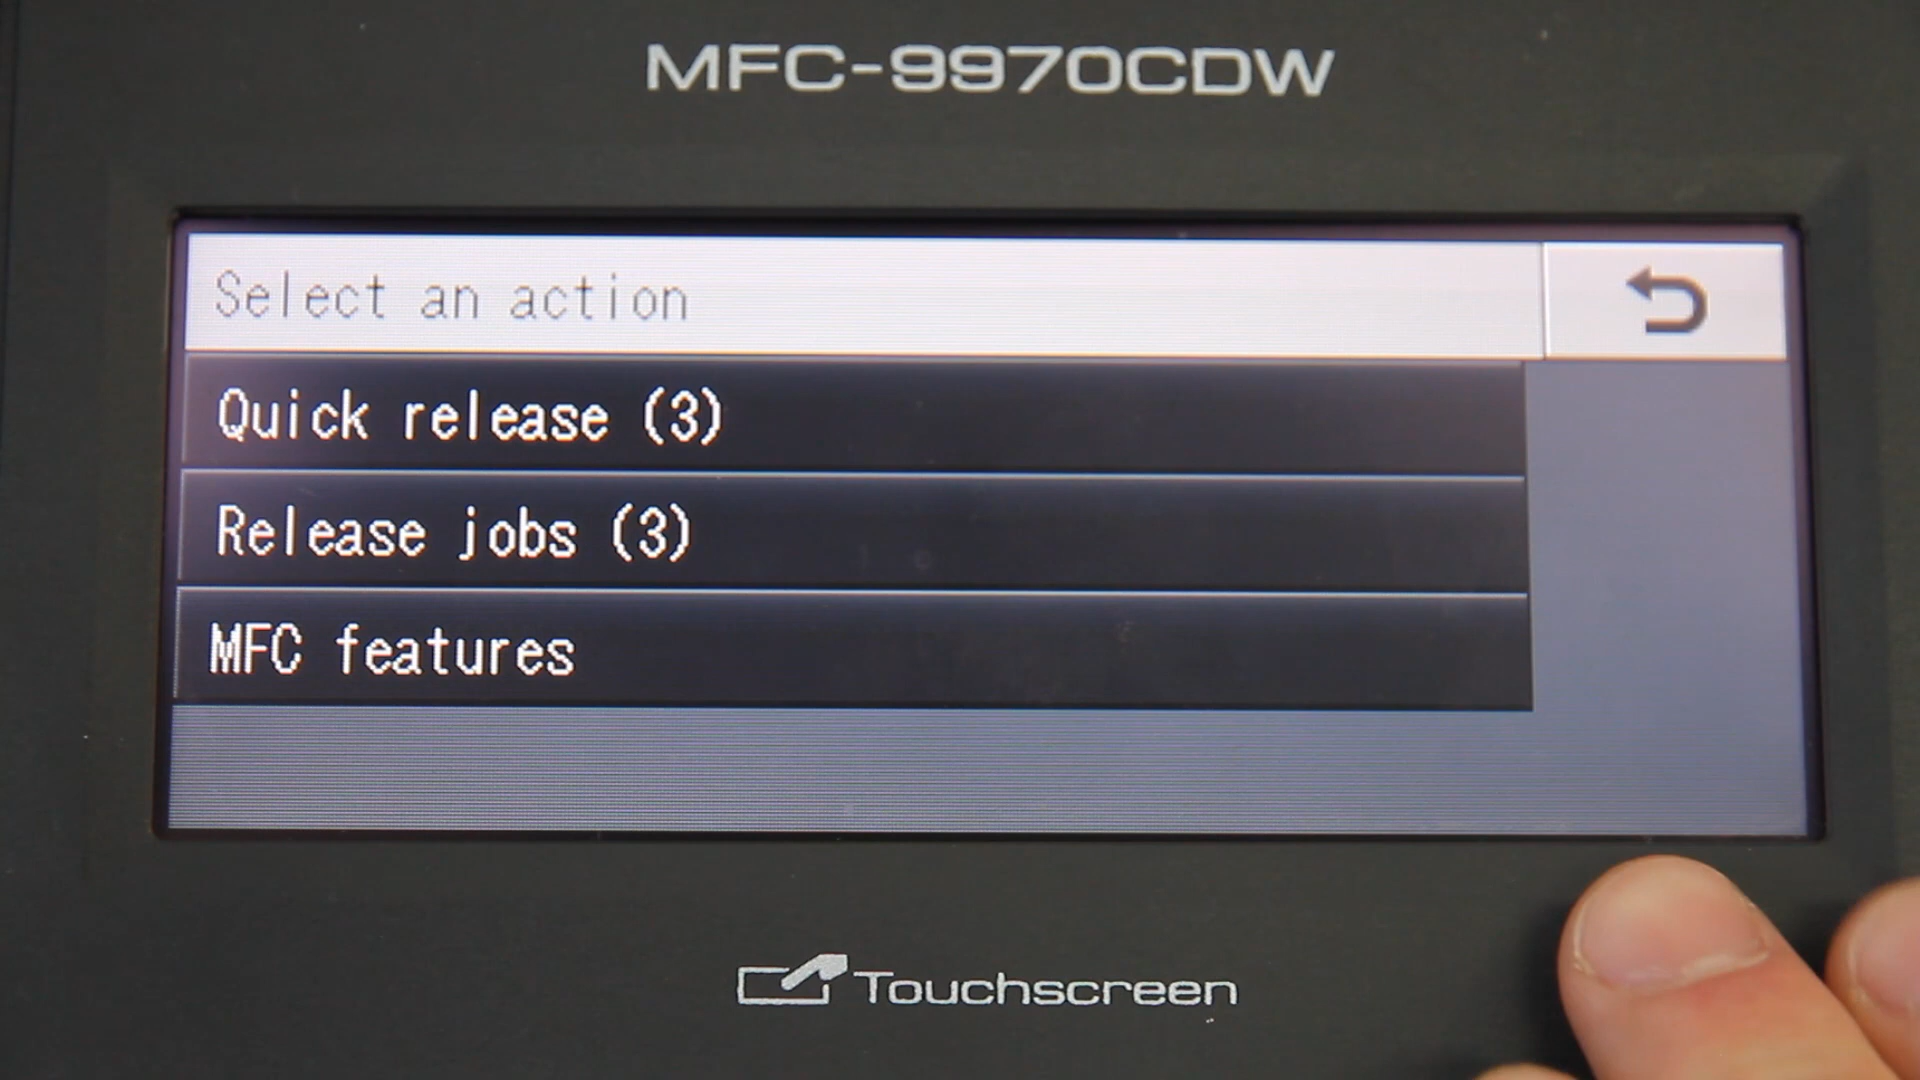 MFC-9970CDW
Select an action
Quick release (3)
Release jobs (3)
MFC features
Touchscreen